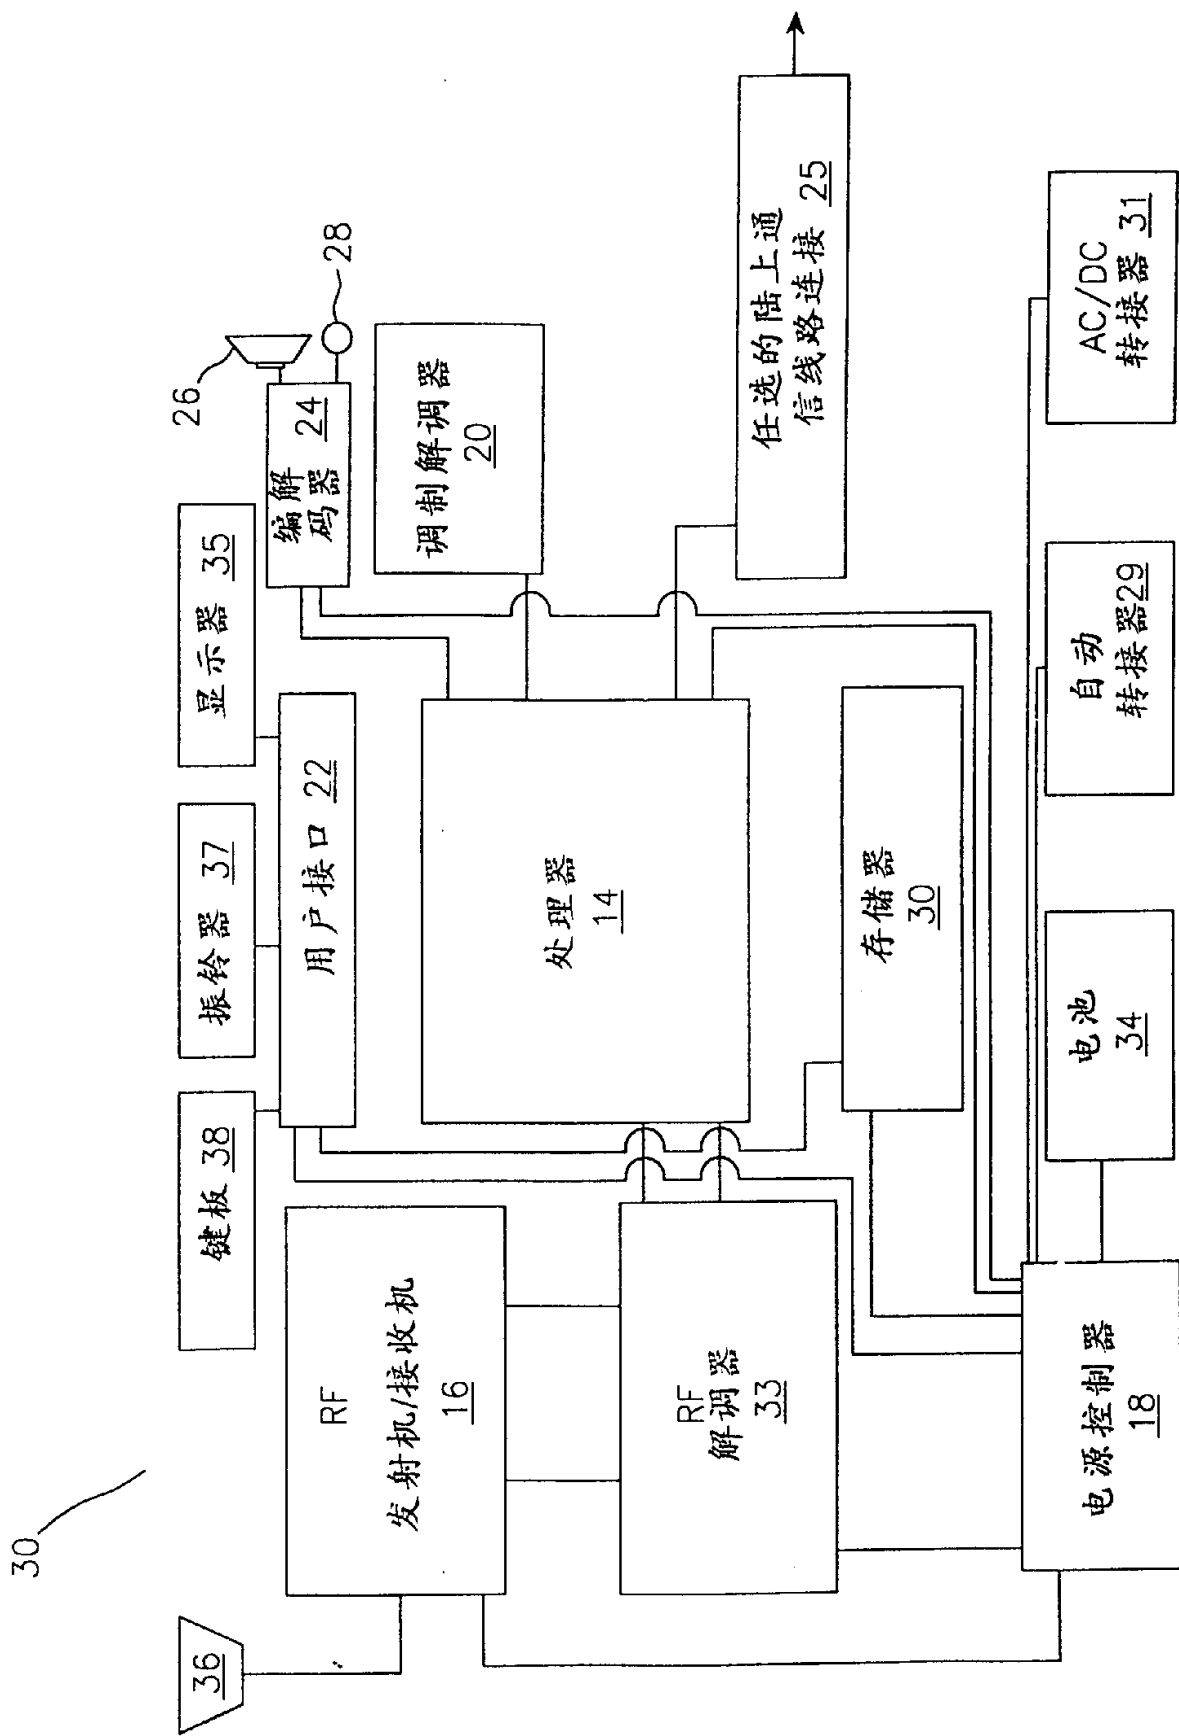 30
36
键板 38
振铃器 37
显示器 35
26
28
用户接口 22
编解
码器 24
RF
发射机/接收机
16
调制解调器
20
处理器
14
RF
解调器
33
任选的陆上通
信线路连接 25
存储器
30
电源控制器
18
电池
34
自动
转接器 29
AC/DC
转接器 31